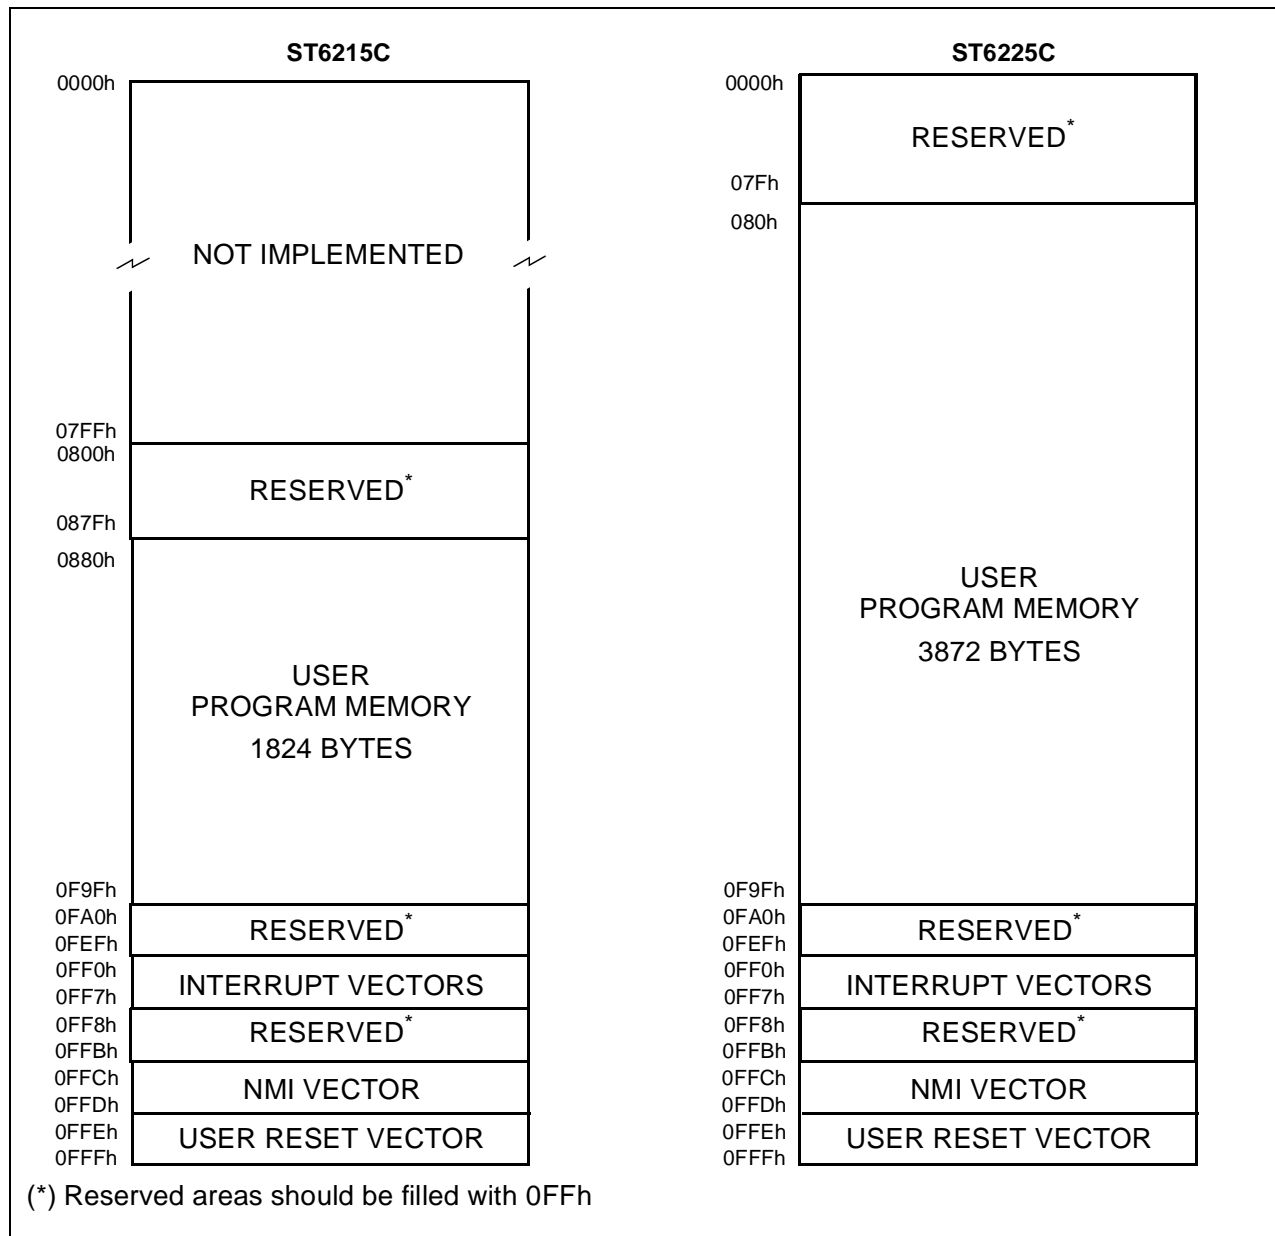 ST6215C
0000h
NOT IMPLEMENTED
07FFh
0800h
RESERVED*
087Fh
0880h
USER
PROGRAM MEMORY
1824 BYTES
0F9Fh
0FA0h
RESERVED*
0FEFh
0FF0h
INTERRUPT VECTORS
0FF7h
0FF8h
RESERVED*
0FFBh
0FFCh
NMI VECTOR
0FFDh
0FFEh
USER RESET VECTOR
0FFFh
ST6225C
0000h
RESERVED*
07Fh
080h
USER
PROGRAM MEMORY
3872 BYTES
0F9Fh
0FA0h
RESERVED*
0FEFh
0FF0h
INTERRUPT VECTORS
0FF7h
0FF8h
RESERVED*
0FFBh
0FFCh
NMI VECTOR
0FFDh
0FFEh
USER RESET VECTOR
0FFFh
(*) Reserved areas should be filled with 0FFh